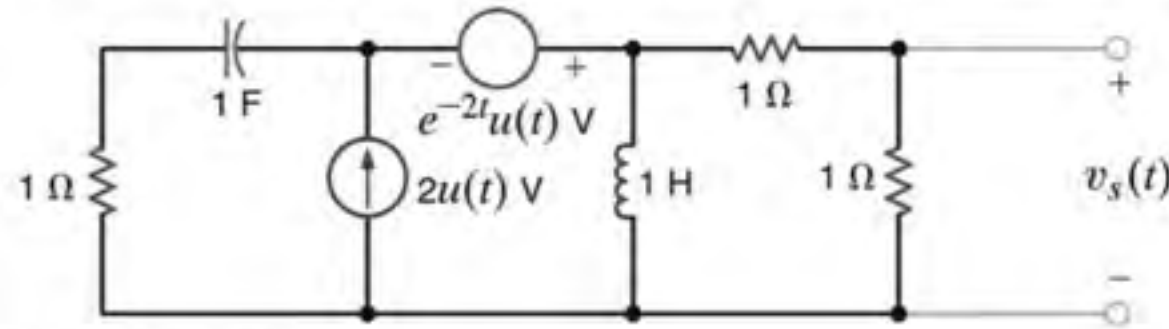 − +
1 F
1 Ω
+
e^{−2t}u(t) V
1 Ω
2u(t) V
1 H
1 Ω
v_s(t)
−